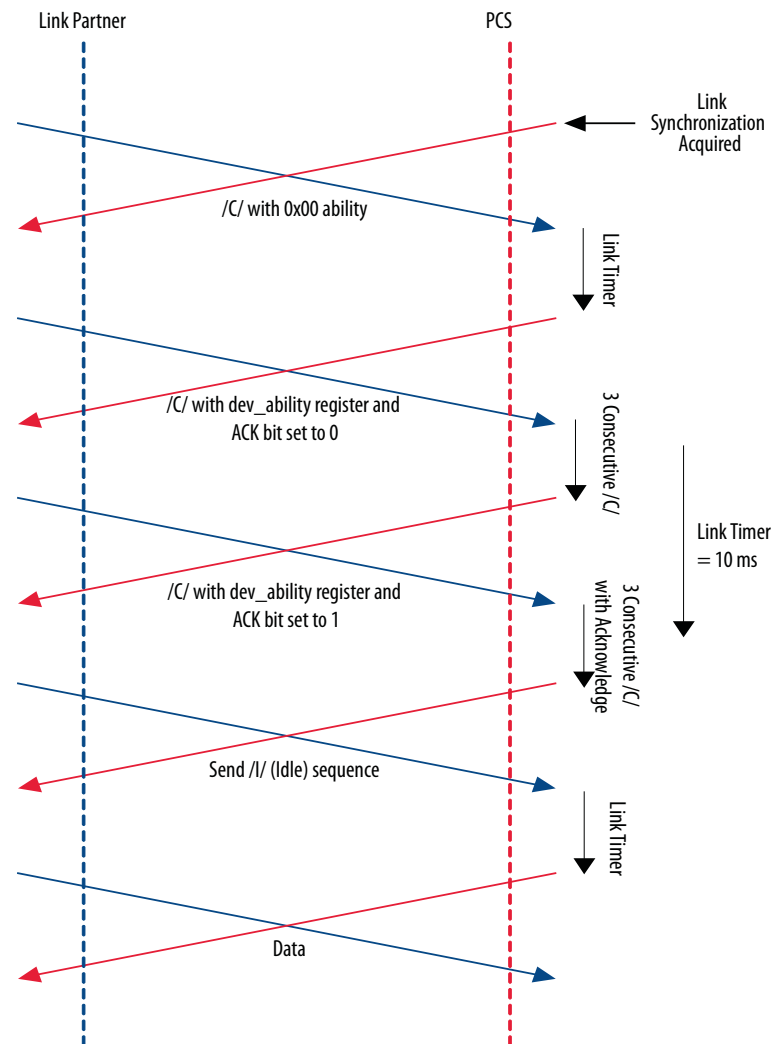 Link Partner
PCS
Link
Synchronization
Acquired
/C/ with 0x00 ability
Link Timer
/C/ with dev_ability register and
ACK bit set to 0
3 Consecutive /C/
Link Timer
= 10 ms
/C/ with dev_ability register and
ACK bit set to 1
3 Consecutive /C/
with Acknowledge
Send /I/ (Idle) sequence
Link Timer
Data